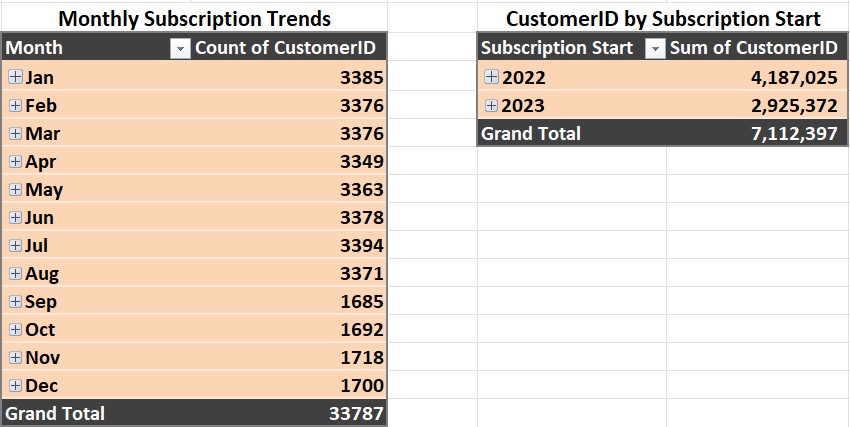 Monthly Subscription Trends
Month Count of CustomerID
Jan 3385
Feb 3376
Mar 3376
Apr 3349
May 3363
Jun 3378
Jul 3394
Aug 3371
Sep 1685
Oct 1692
Nov 1718
Dec 1700
Grand Total 33787
CustomerID by Subscription Start
Subscription Start Sum of CustomerID
2022 4,187,025
2023 2,925,372
Grand Total 7,112,397